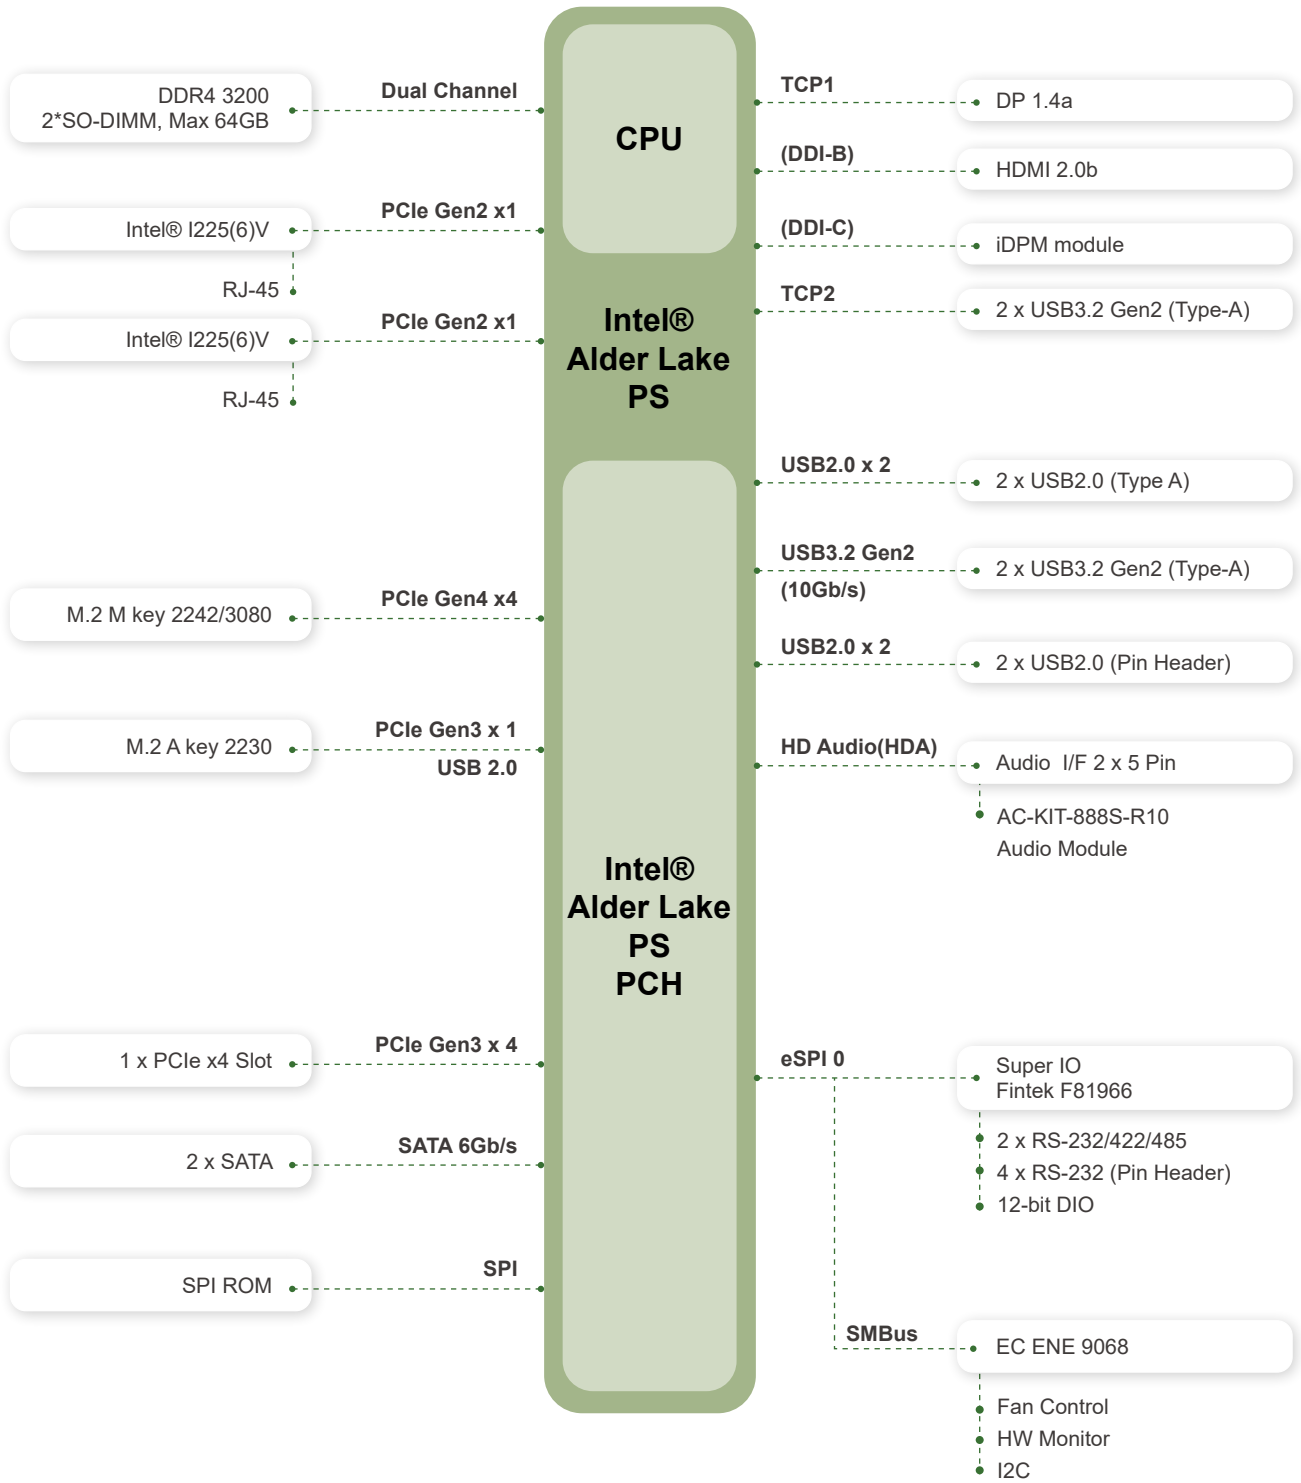 DDR4 3200
2*SO-DIMM, Max 64GB
Dual Channel
Intel® I225(6)V
PCIe Gen2 x1
RJ-45
Intel® I225(6)V
PCIe Gen2 x1
RJ-45
M.2 M key 2242/3080
PCIe Gen4 x4
M.2 A key 2230
PCIe Gen3 x 1
USB 2.0
1 x PCIe x4 Slot
PCIe Gen3 x 4
2 x SATA
SATA 6Gb/s
SPI ROM
SPI
CPU
Intel®
Alder Lake
PS
Intel®
Alder Lake
PS
PCH
TCP1
DP 1.4a
(DDI-B)
HDMI 2.0b
(DDI-C)
iDPM module
TCP2
2 x USB3.2 Gen2 (Type-A)
USB2.0 x 2
2 x USB2.0 (Type A)
USB3.2 Gen2
(10Gb/s)
2 x USB3.2 Gen2 (Type-A)
USB2.0 x 2
2 x USB2.0 (Pin Header)
HD Audio(HDA)
Audio I/F 2 x 5 Pin
AC-KIT-888S-R10
Audio Module
eSPI 0
Super IO
Fintek F81966
2 x RS-232/422/485
4 x RS-232 (Pin Header)
12-bit DIO
SMBus
EC ENE 9068
Fan Control
HW Monitor
I2C